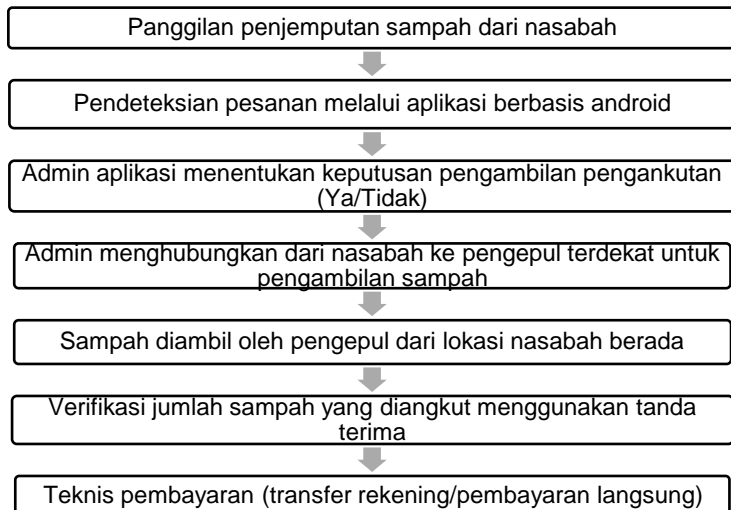 Panggilan penjemputan sampah dari nasabah
Pendeteksian pesanan melalui aplikasi berbasis android
Admin aplikasi menentukan keputusan pengambilan pengankutan
(Ya/Tidak)
Admin menghubungkan dari nasabah ke pengepul terdekat untuk
pengambilan sampah
Sampah diambil oleh pengepul dari lokasi nasabah berada
Verifikasi jumlah sampah yang diangkut menggunakan tanda
terima
Teknis pembayaran (transfer rekening/pembayaran langsung)